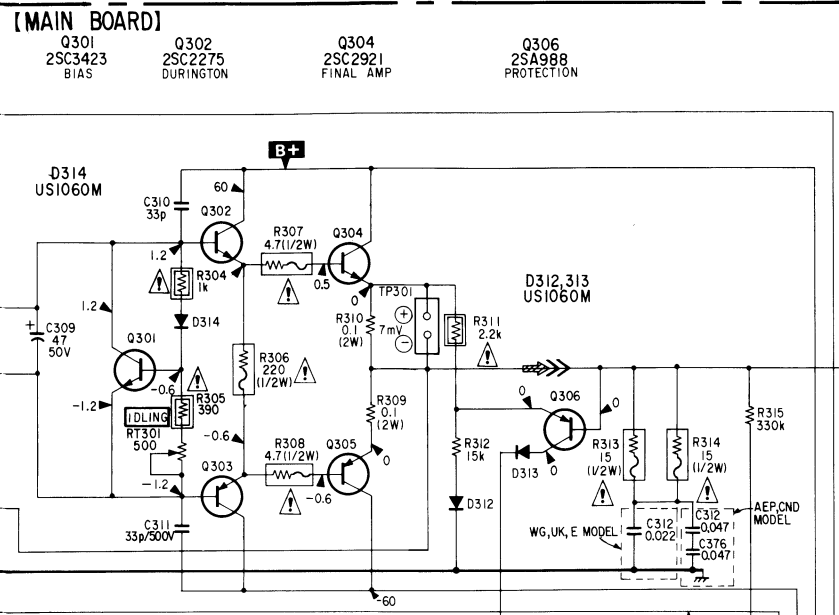 [MAIN BOARD]
Q301
2SC3423
BIAS
Q302
2SC2275
DURINGTON
Q304
2SC2921
FINAL AMP
Q306
2SA988
PROTECTION
B+
D314
US1060M
C310
33p
60
Q302
R307
4.7(1/2W)
Q304
1.2
R304
1k
0.5
0
TP301
D312,313
US1060M
1.2
D314
R310
0.1
(2W)
7mV
+
−
R311
2.2k
+
C309
47
50V
Q301
R306
220
(1/2W)
-0.6
R305
390
-1.2
IDLING
RT301
500
R309
0.1
(2W)
0
Q306
0
-0.6
R308
4.7(1/2W)
Q305
0
R312
15k
D313
0
R313
15
(1/2W)
R314
15
(1/2W)
R315
330k
-1.2
Q303
-0.6
D312
C311
33p/500V
WG,UK,E MODEL
C312
0.022
C312
0.047
C376
0.047
AEP,CND
MODEL
-60